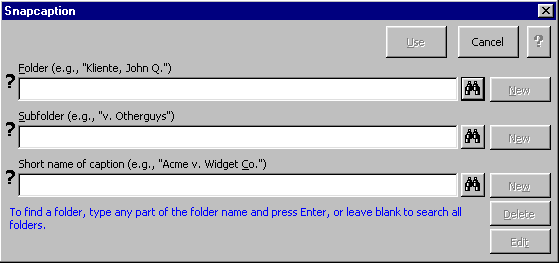 Snapcaption
Use Cancel ?
? Folder (e.g., "Kliente, John Q.")
New
? Subfolder (e.g., "v. Otherguys")
New
? Short name of caption (e.g., "Acme v. Widget Co.")
New
To find a folder, type any part of the folder name and press Enter, or leave blank to search all
folders.
Delete
Edit